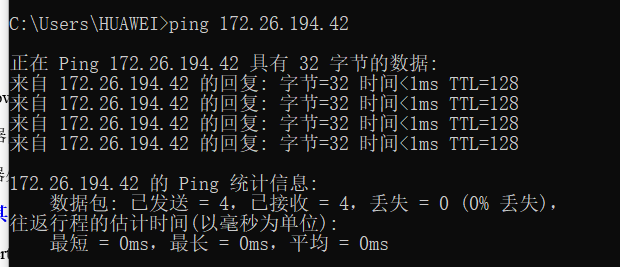 C:\Users\HUAWEI>ping 172.26.194.42
正在 Ping 172.26.194.42 具有 32 字节的数据:
来自 172.26.194.42 的回复: 字节=32 时间<1ms TTL=128
来自 172.26.194.42 的回复: 字节=32 时间<1ms TTL=128
来自 172.26.194.42 的回复: 字节=32 时间<1ms TTL=128
来自 172.26.194.42 的回复: 字节=32 时间<1ms TTL=128
172.26.194.42 的 Ping 统计信息:
数据包: 已发送 = 4，已接收 = 4，丢失 = 0 (0% 丢失)，
往返行程的估计时间(以毫秒为单位):
最短 = 0ms，最长 = 0ms，平均 = 0ms